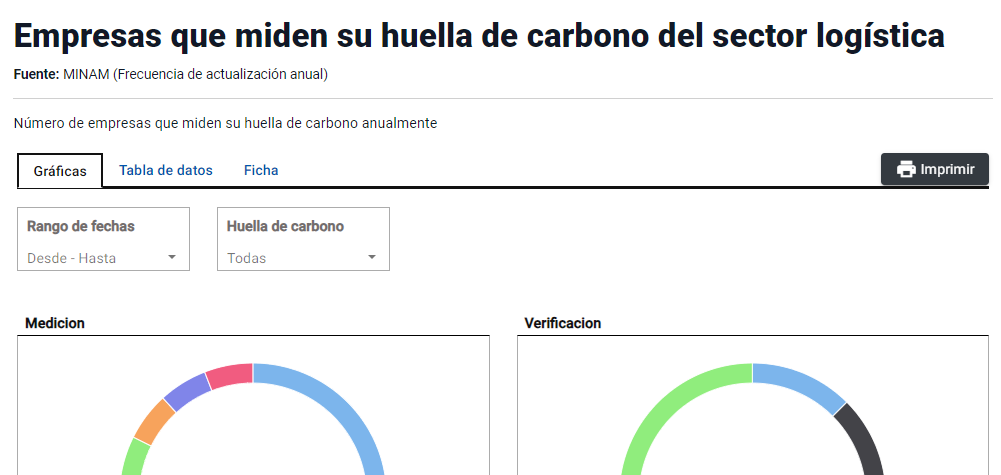 Empresas que miden su huella de carbono del sector logística
Fuente: MINAM (Frecuencia de actualización anual)
Número de empresas que miden su huella de carbono anualmente
Gráficas Tabla de datos Ficha Imprimir
Rango de fechas Huella de carbono
Desde - Hasta Todas
Medicion Verificacion